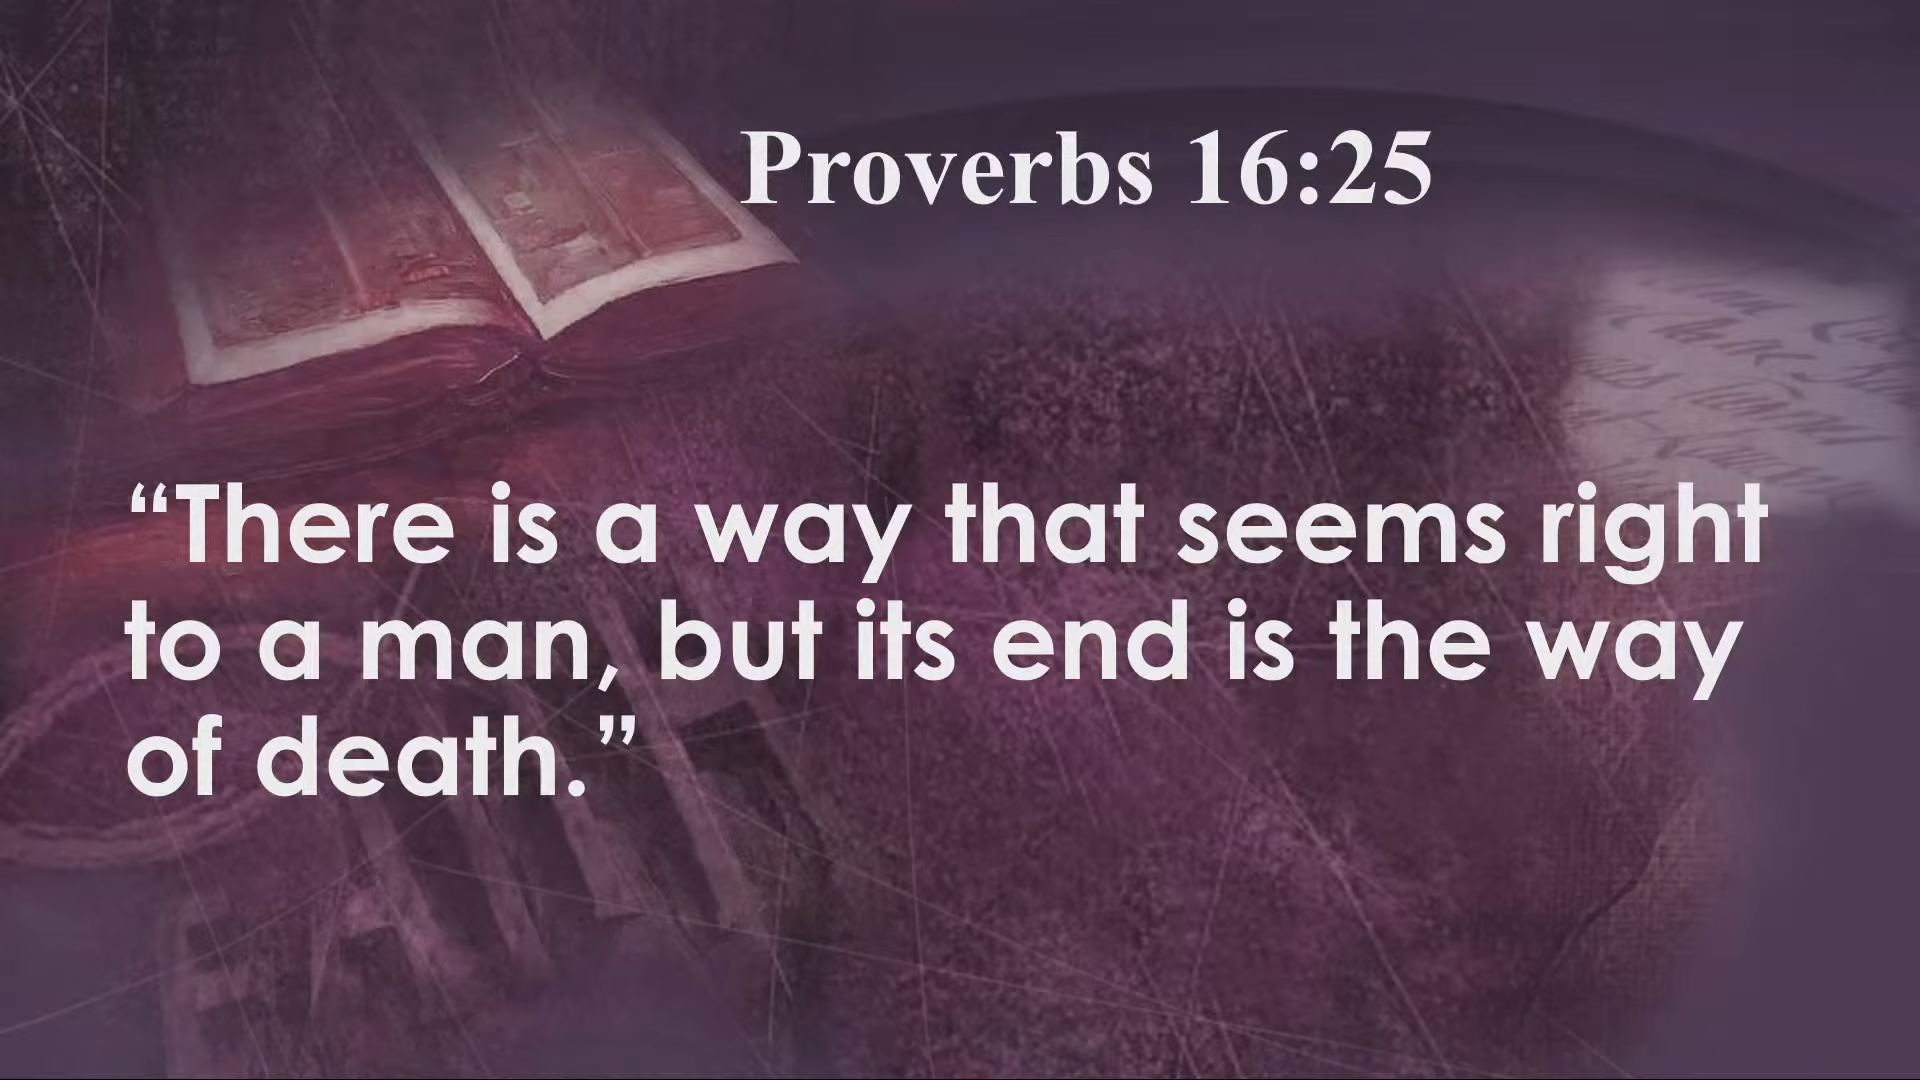 Proverbs 16:25
“There is a way that seems right
to a man, but its end is the way
of death.”
FAITH